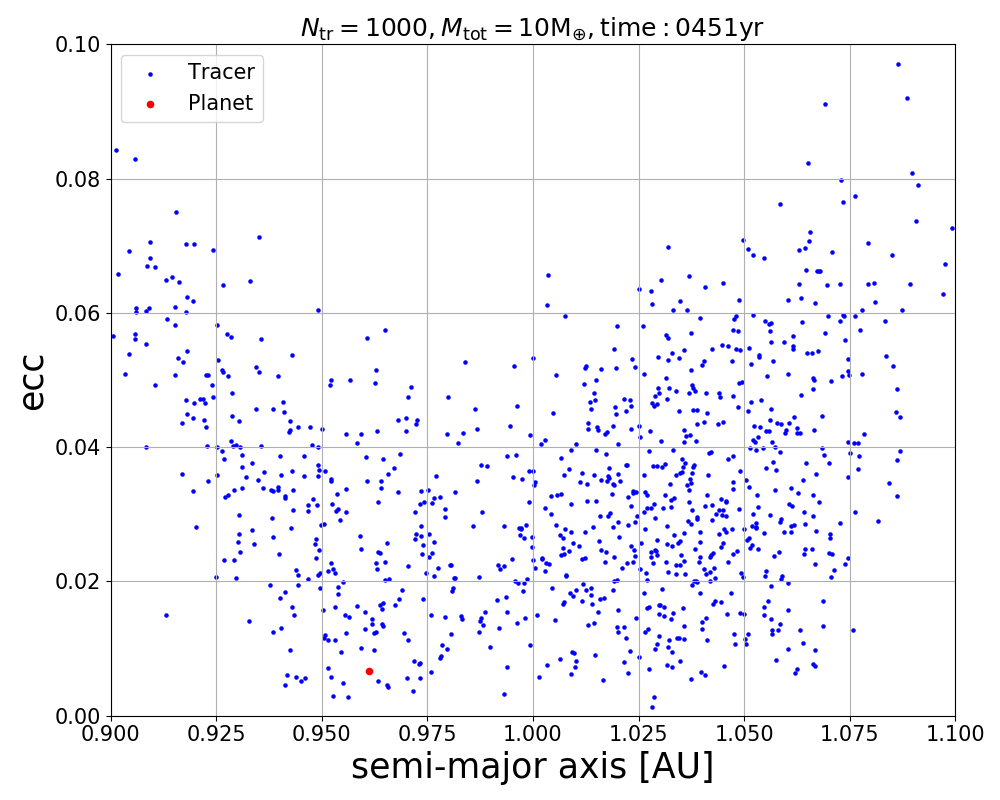 N_tr = 1000, M_tot = 10M_⊕, time : 0451yr
Tracer
Planet
0.10
0.08
0.06
0.04
0.02
0.00
ecc
0.900 0.925 0.950 0.975 1.000 1.025 1.050 1.075 1.100
semi-major axis [AU]